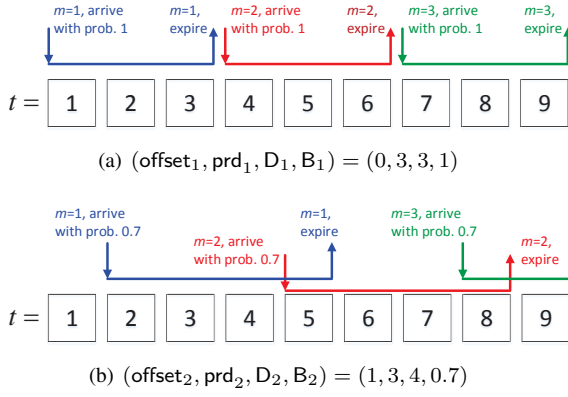 m=1, arrive with prob. 1
m=1, expire
m=2, arrive with prob. 1
m=2, expire
m=3, arrive with prob. 1
m=3, expire
t = 1 2 3 4 5 6 7 8 9
(a) (offset₁, prd₁, D₁, B₁) = (0, 3, 3, 1)
m=1, arrive with prob. 0.7
m=2, arrive with prob. 0.7
m=1, expire
m=3, arrive with prob. 0.7
m=2, expire
t = 1 2 3 4 5 6 7 8 9
(b) (offset₂, prd₂, D₂, B₂) = (1, 3, 4, 0.7)